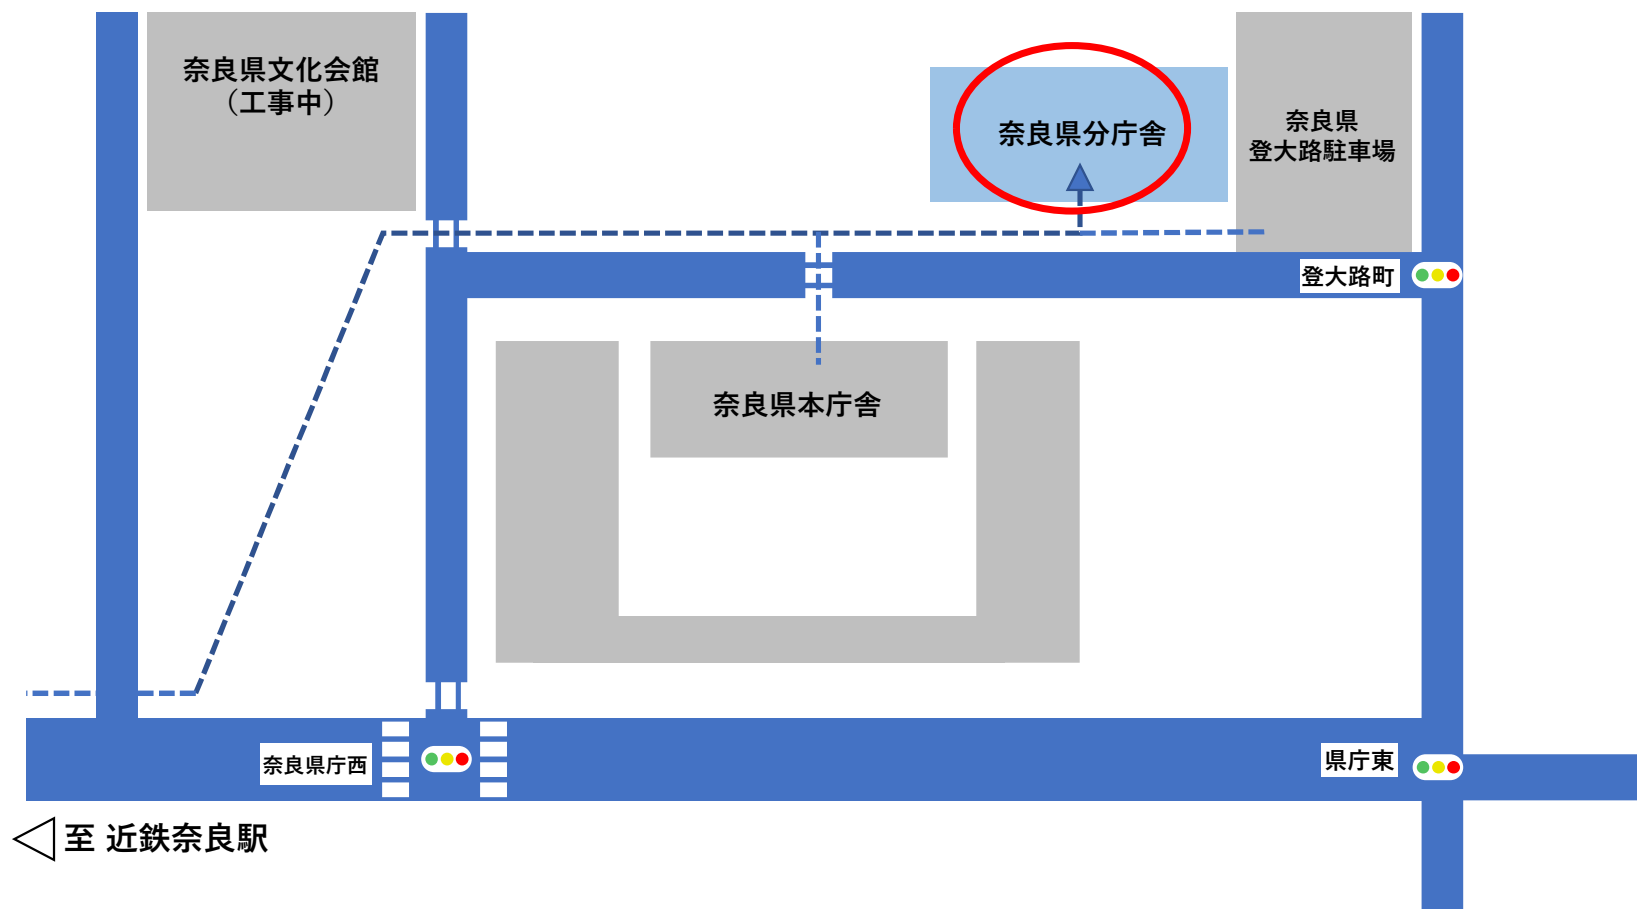 奈良県文化会館
（工事中）
奈良県分庁舎
奈良県
登大路駐車場
登大路町
奈良県本庁舎
奈良県庁西
県庁東
至 近鉄奈良駅